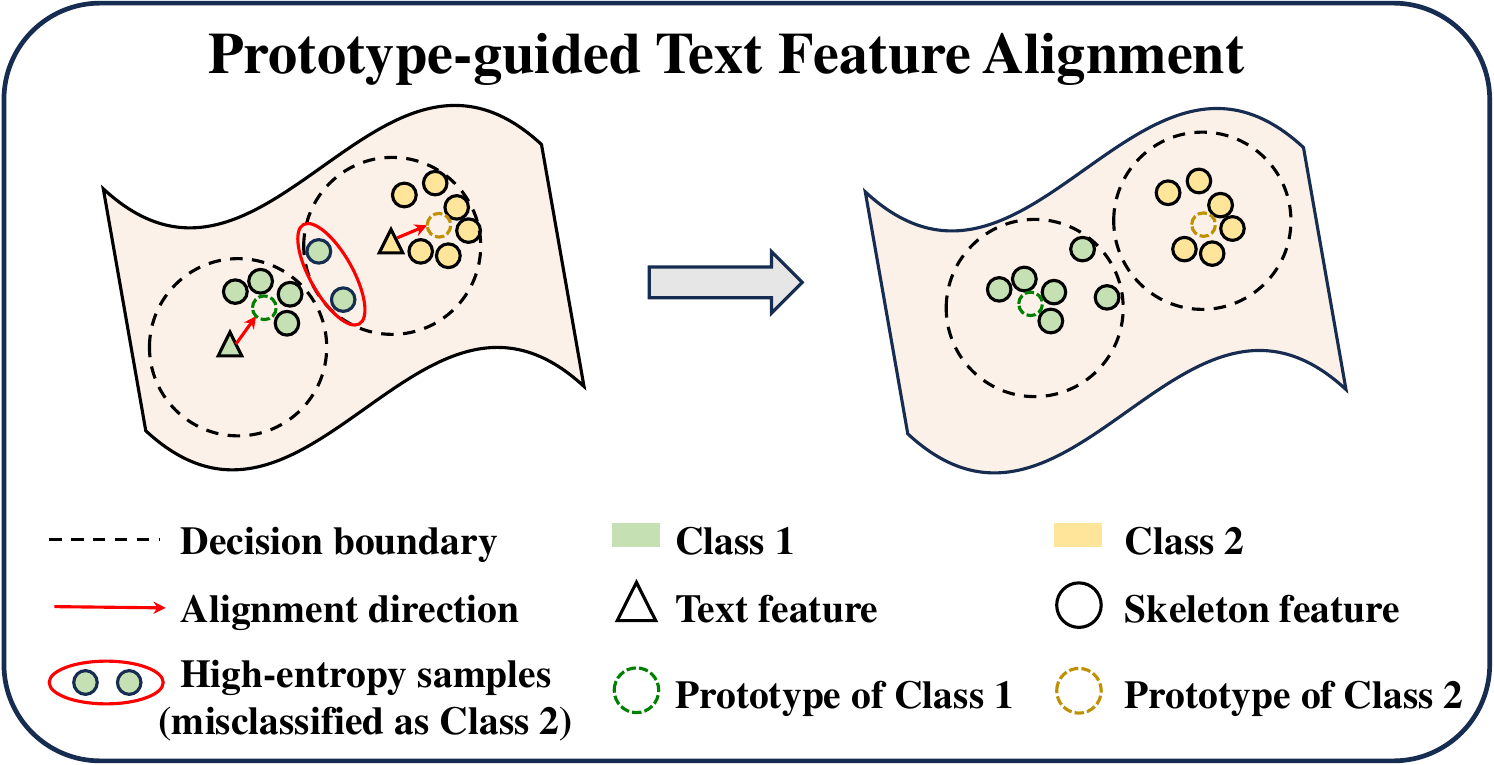 Prototype-guided Text Feature Alignment
Decision boundary
Class 1
Class 2
Alignment direction
Text feature
Skeleton feature
High-entropy samples
(misclassified as Class 2)
Prototype of Class 1
Prototype of Class 2